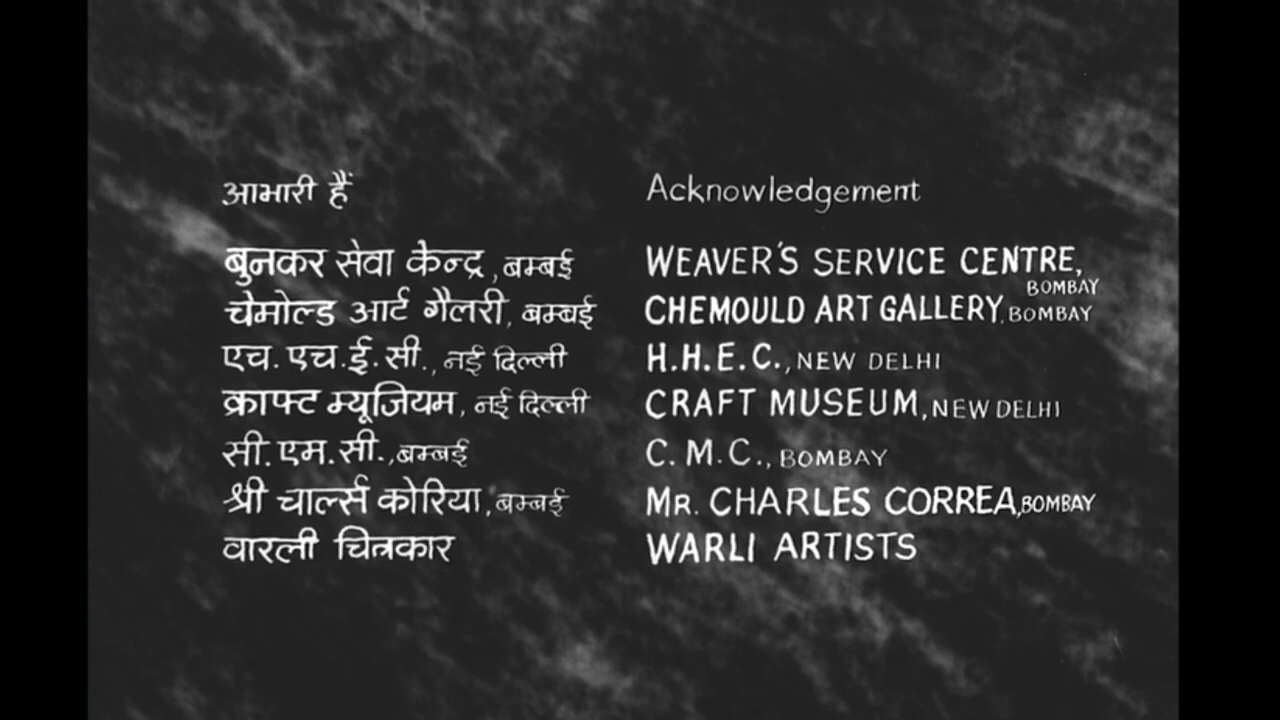 आभारी हैं
बुनकर सेवा केन्द्र, बम्बई
चेमोल्ड आर्ट गैलरी, बम्बई
एच. एच. ई. सी., नई दिल्ली
क्राफ्ट म्यूजियम, नई दिल्ली
सी. एम. सी., बम्बई
श्री चार्ल्स कोरिया, बम्बई
वारली चित्रकार
Acknowledgement
WEAVER'S SERVICE CENTRE,
BOMBAY
CHEMOULD ART GALLERY, BOMBAY
H.H.E.C., NEW DELHI
CRAFT MUSEUM, NEW DELHI
C. M. C., BOMBAY
MR. CHARLES CORREA, BOMBAY
WARLI ARTISTS